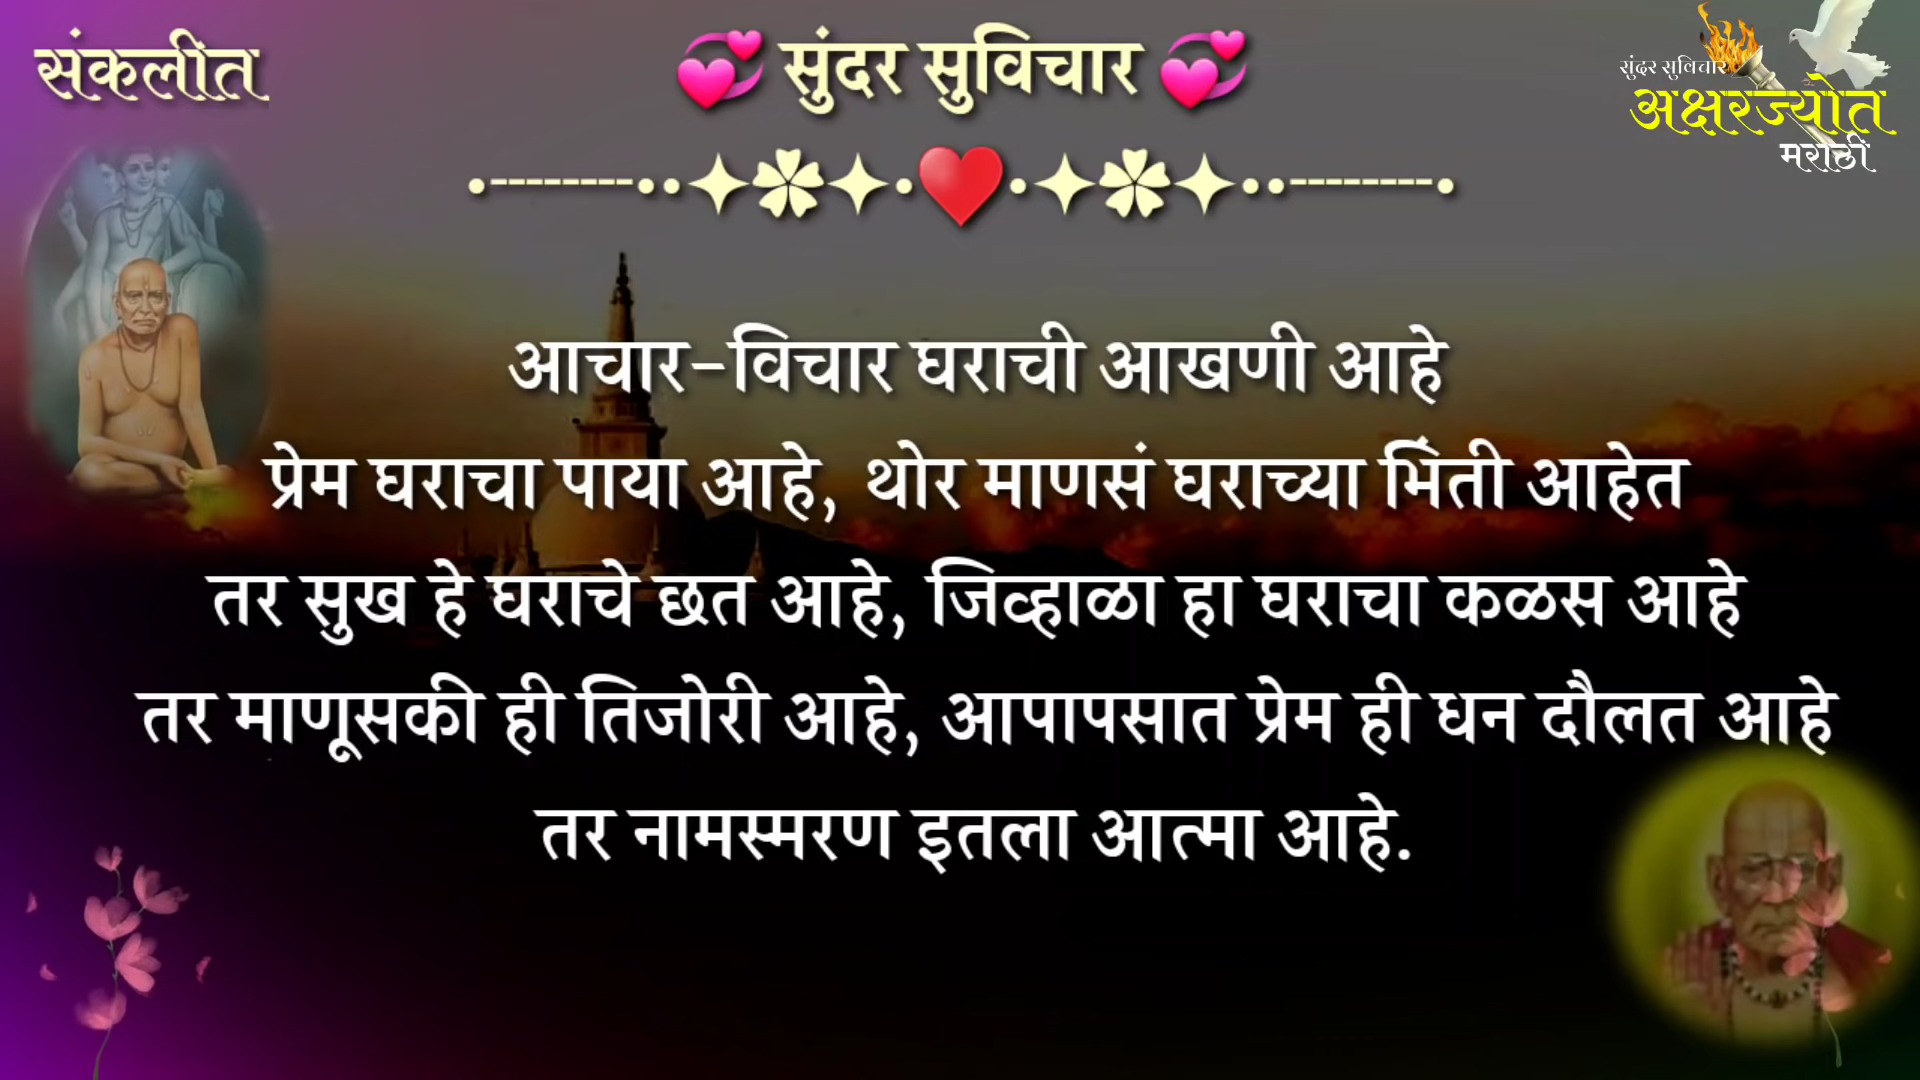 संकलीत
💞 सुंदर सुविचार 💞
सुंदर सुविचार
अक्षरज्योत
मराठी
आचार-विचार घराची आखणी आहे
प्रेम घराचा पाया आहे, थोर माणसं घराच्या भिंती आहेत
तर सुख हे घराचे छत आहे, जिव्हाळा हा घराचा कळस आहे
तर माणूसकी ही तिजोरी आहे, आपापसात प्रेम ही धन दौलत आहे
तर नामस्मरण इतला आत्मा आहे.